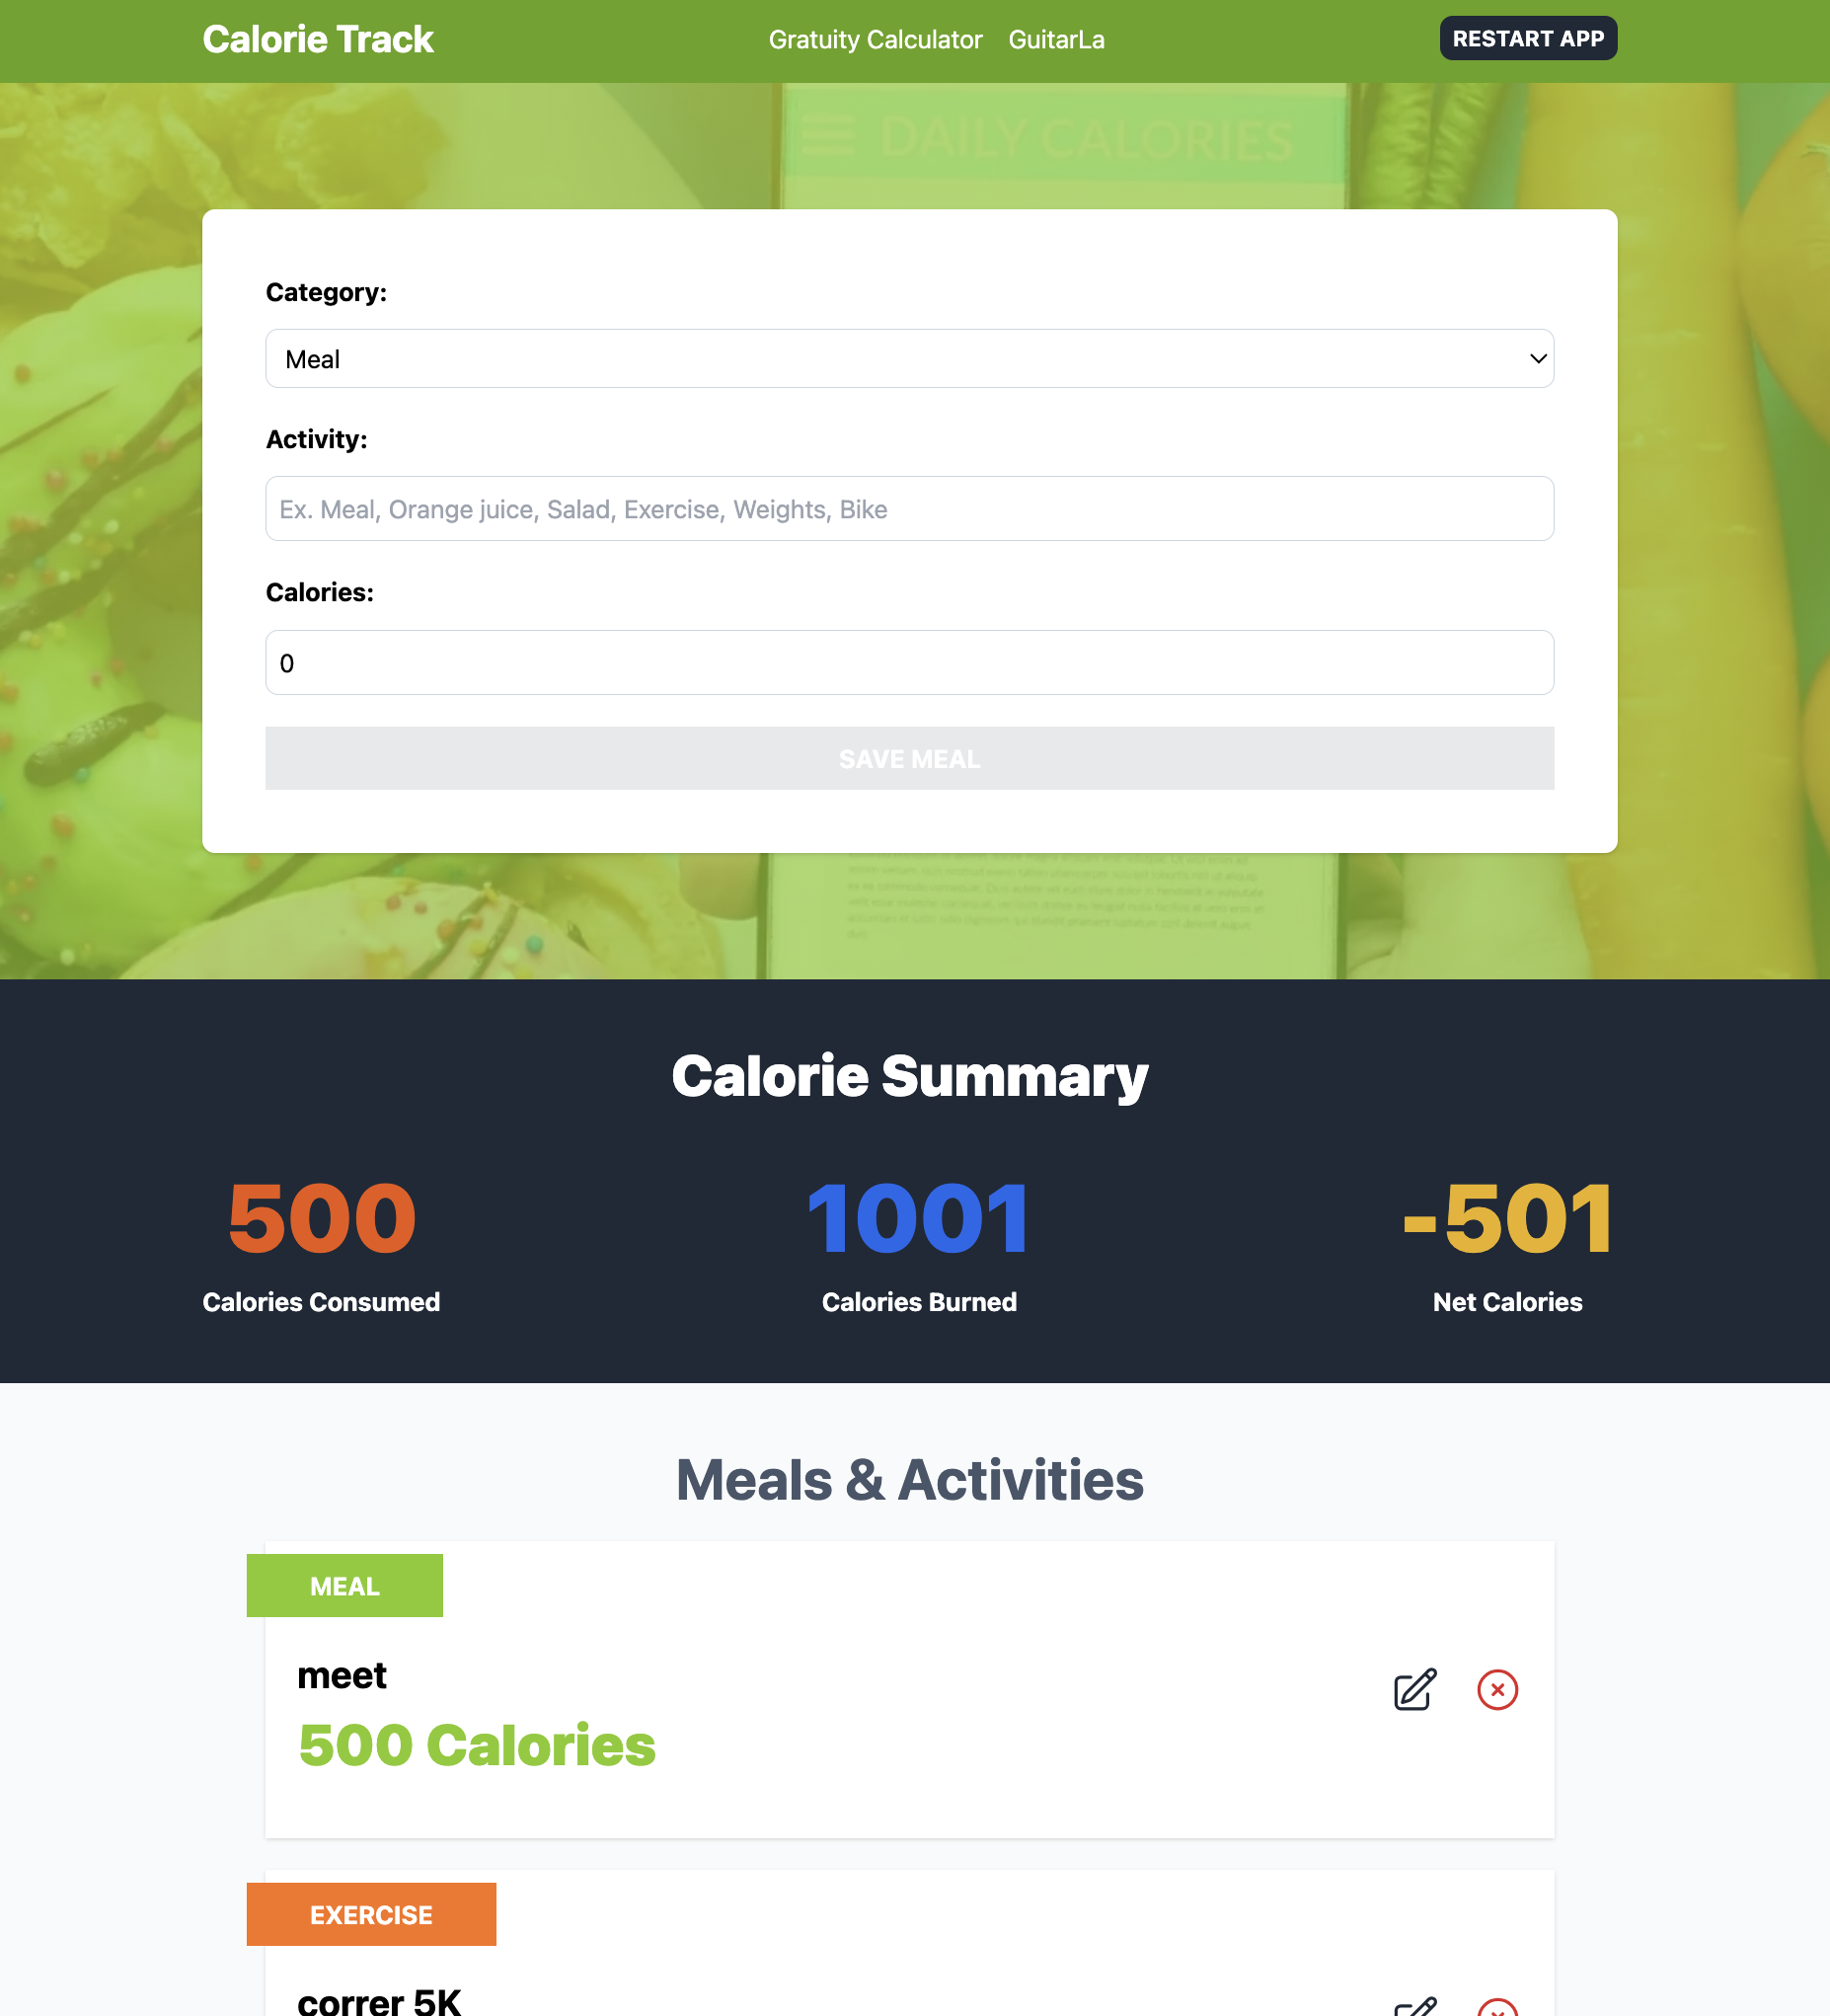 Calorie Track
Gratuity Calculator GuitarLa
RESTART APP
DAILY CALORIES
Category:
Meal
Activity:
Ex. Meal, Orange juice, Salad, Exercise, Weights, Bike
Calories:
0
SAVE MEAL
Calorie Summary
500 1001 -501
Calories Consumed Calories Burned Net Calories
Meals & Activities
MEAL
meet
500 Calories
EXERCISE
correr 5K